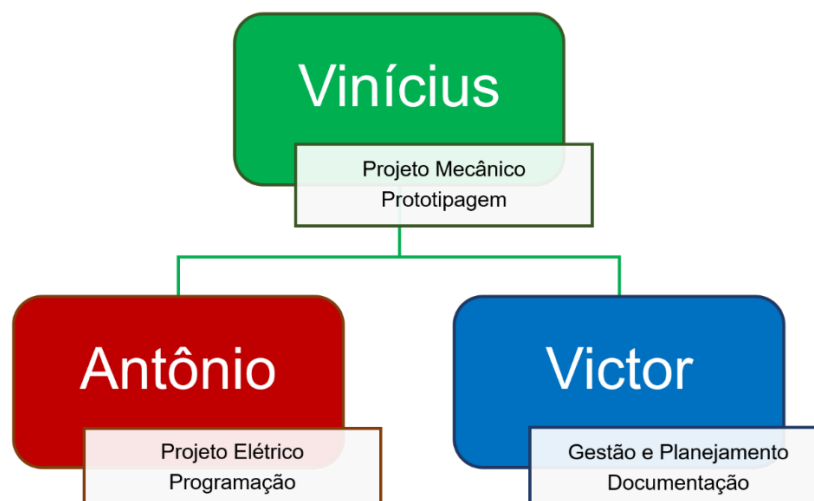 Vinícius
Projeto Mecânico
Prototipagem
Antônio
Projeto Elétrico
Programação
Victor
Gestão e Planejamento
Documentação